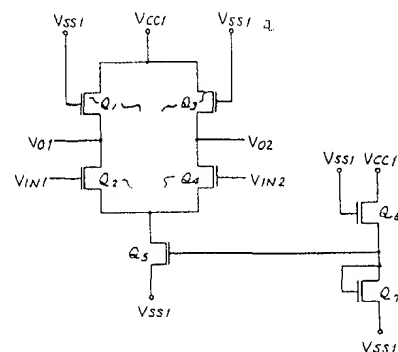 VSS1 VCC1 VSS1 a
Q1 Q3
VO1 VO2
VIN1 Q2 Q4 VIN2
VSS1 VCC1
Q5 Q6
VSS1 Q7
VSS1